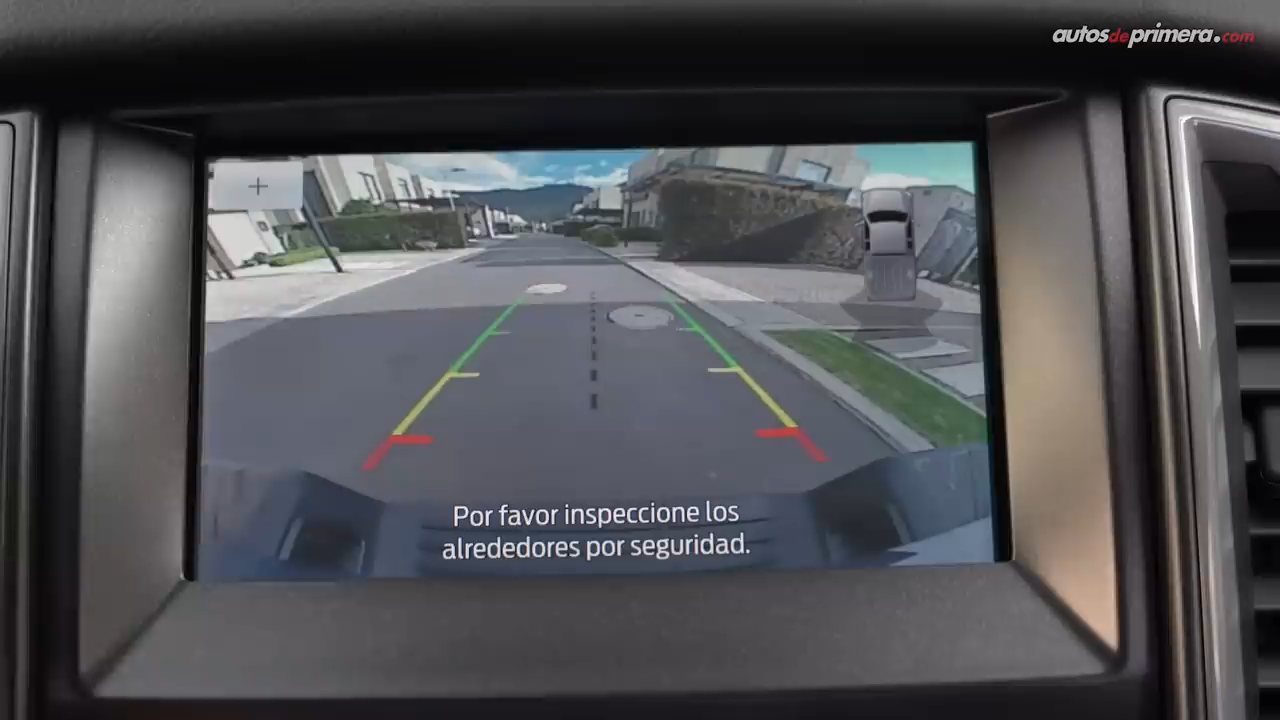 autosdeprimera.com
+
Por favor inspeccione los
alrededores por seguridad.